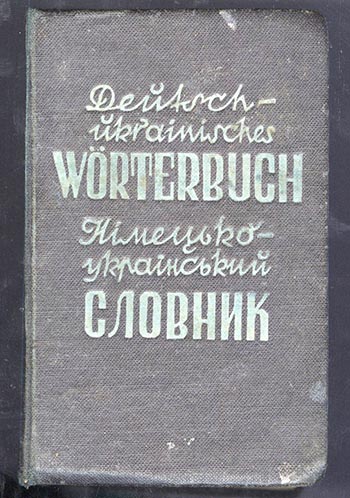 Deutsch-
ukrainisches
WÖRTERBUCH
Німецько-
український
СЛОВНИК